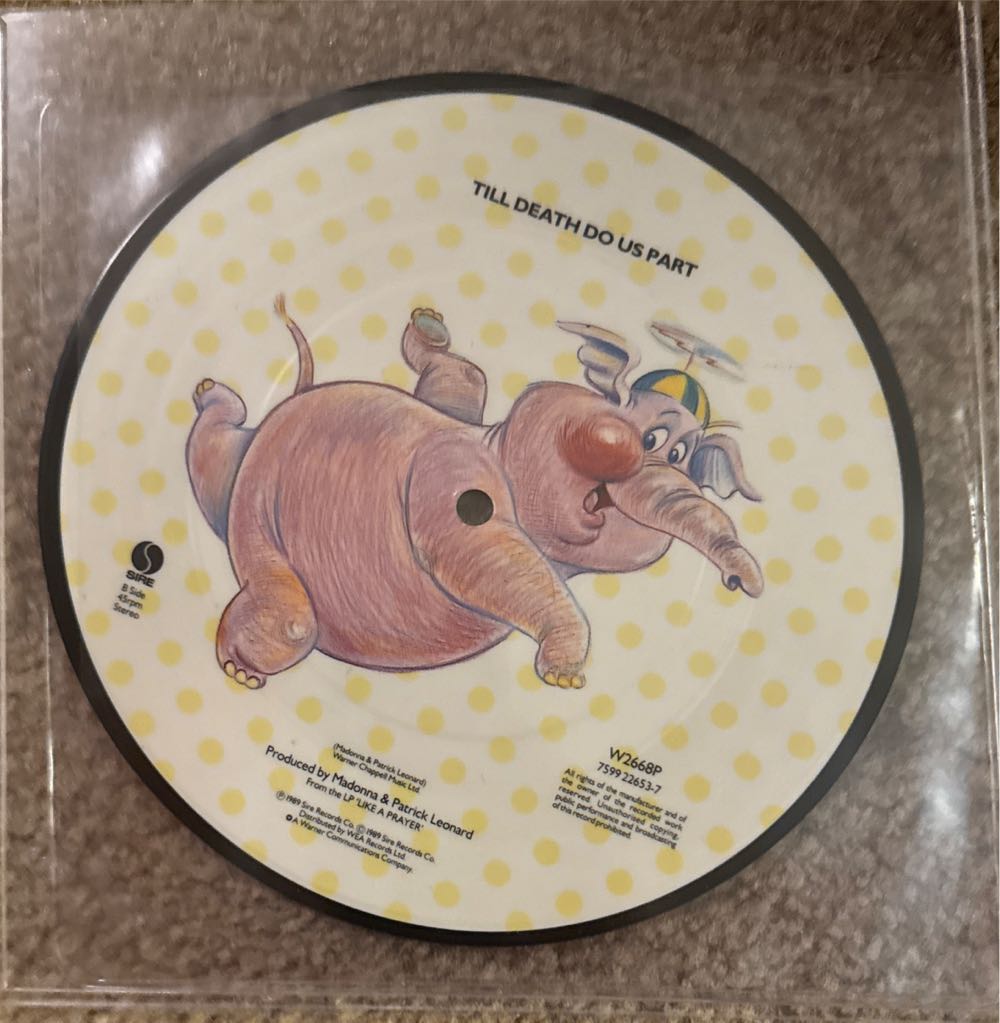 TILL DEATH DO US PART
SIRE
B Side
45rpm
Stereo
(Madonna & Patrick Leonard)
Warner Chappell Music Ltd.
Produced by Madonna & Patrick Leonard
From the LP 'LIKE A PRAYER'
℗ 1989 Sire Records Co. © 1989 Sire Records Co.
Distributed by WEA Records Ltd.
A Warner Communications Company.
W2668P
7599 22653-7
All rights of the manufacturer and of
the owner of the recorded work
reserved. Unauthorised copying,
public performance and broadcasting
of this record prohibited.